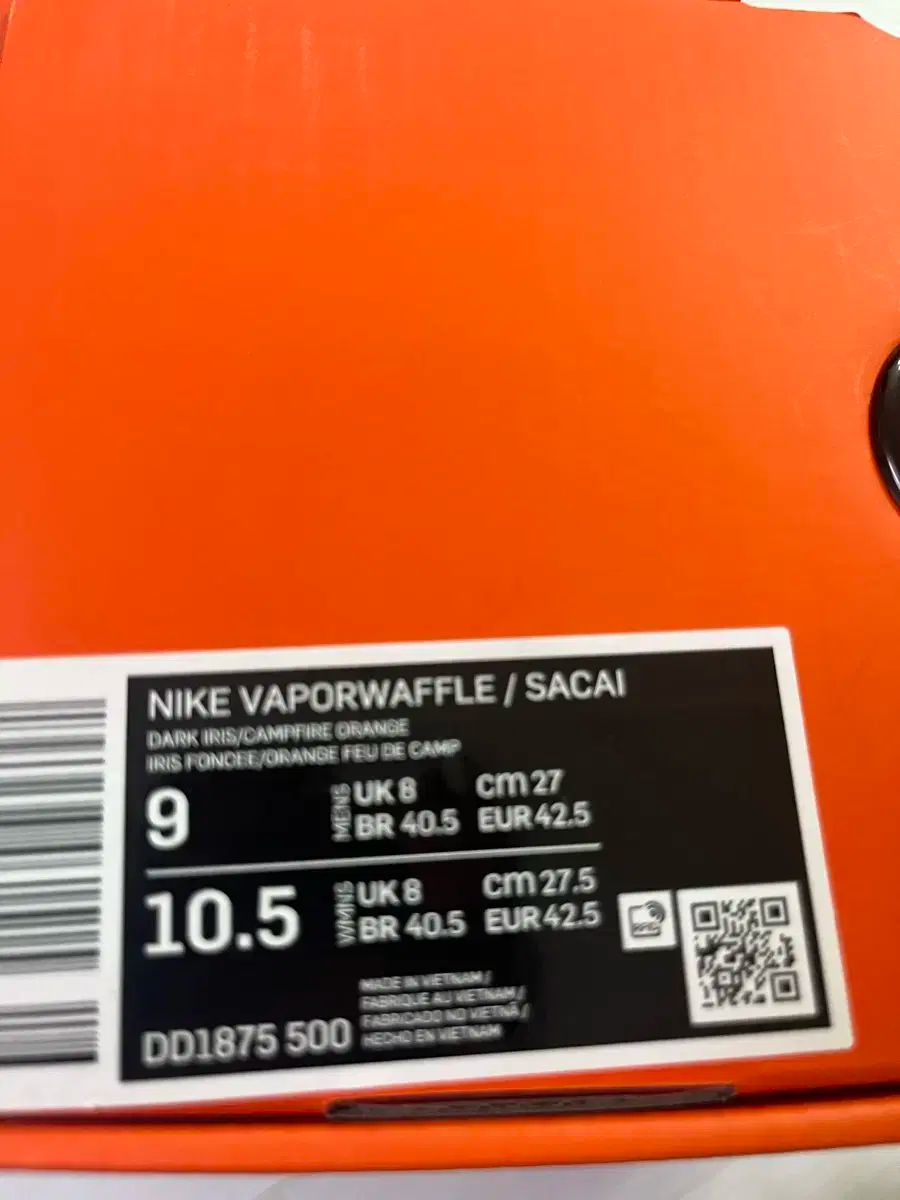 NIKE VAPORWAFFLE / SACAI
DARK IRIS/CAMPFIRE ORANGE
IRIS FONCEE/ORANGE FEU DE CAMP
9 MENS UK 8 cm 27
BR 40.5 EUR 42.5
10.5 WMNS UK 8 cm 27.5
BR 40.5 EUR 42.5
MADE IN VIETNAM /
FABRIQUE AU VIETNAM /
FABRICADO NO VIETNÃ /
HECHO EN VIETNAM
DD1875 500